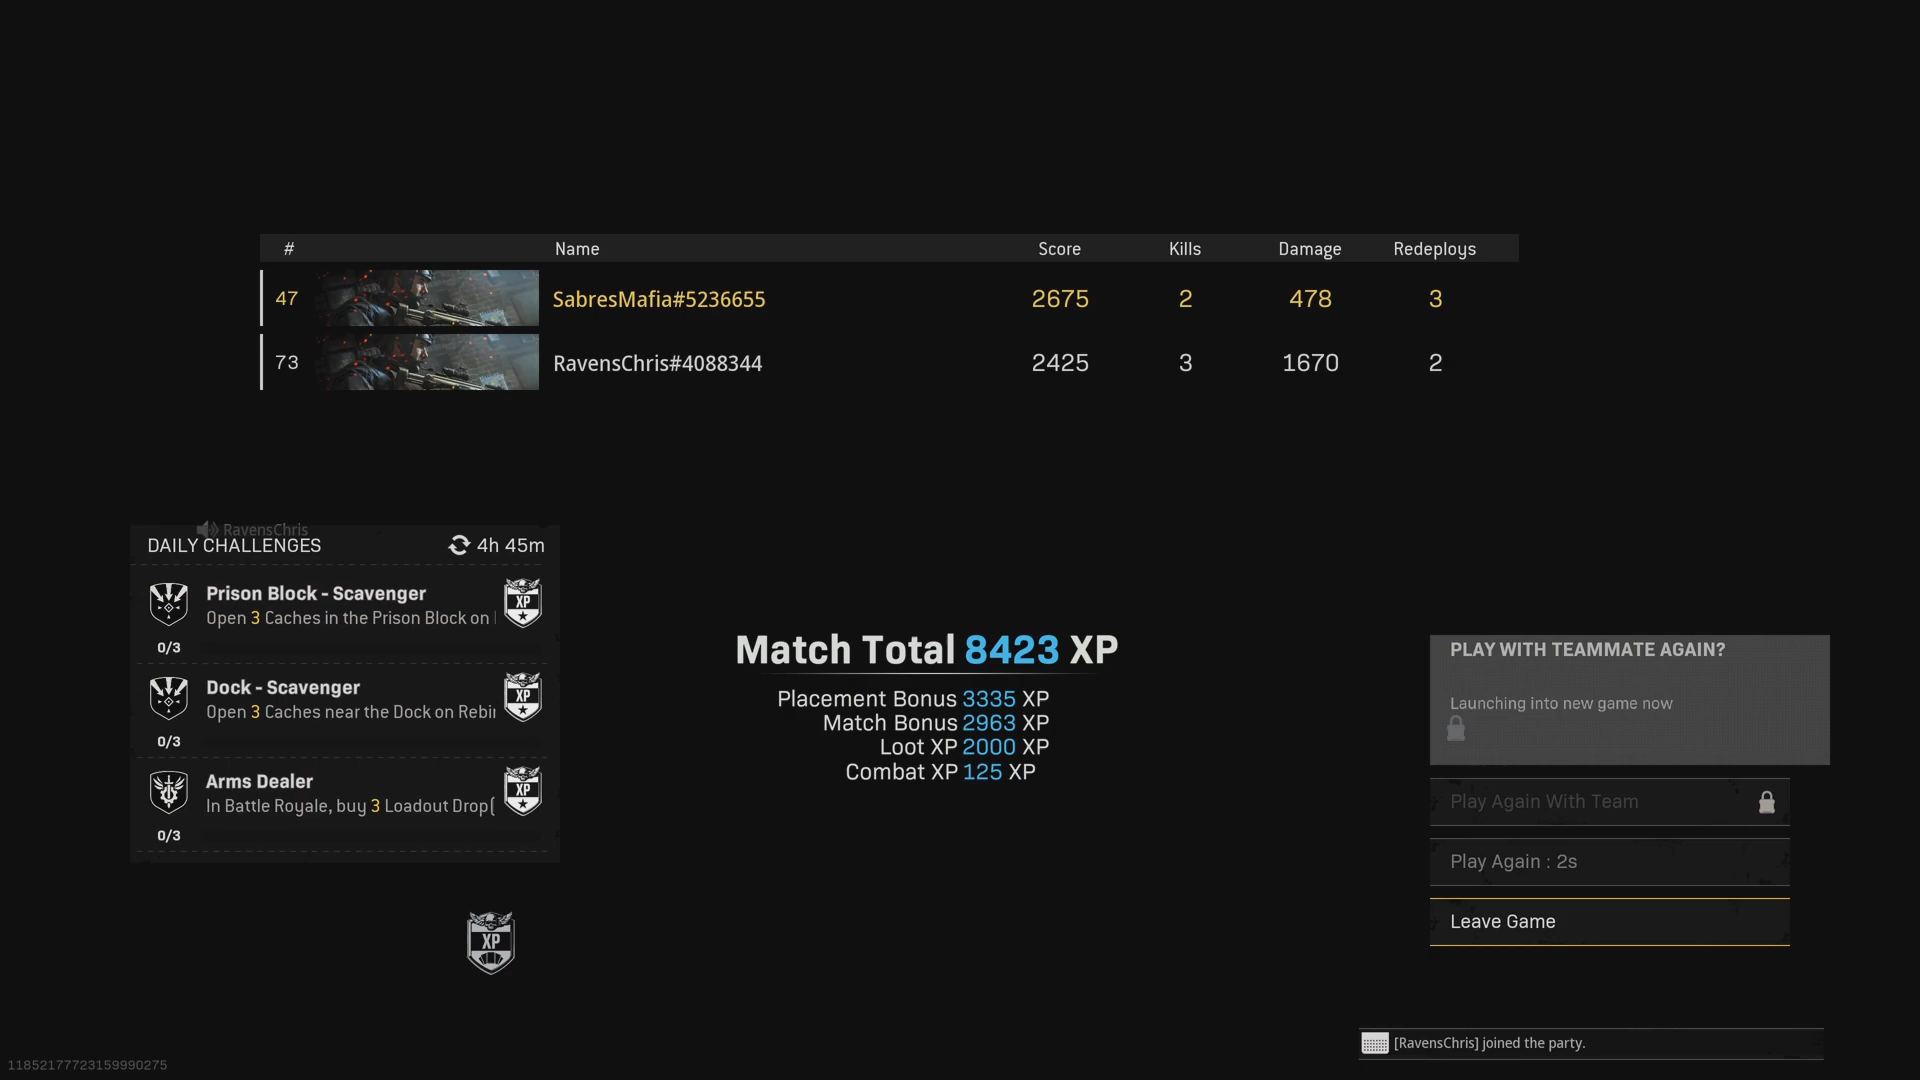 # Name Score Kills Damage Redeploys
47 SabresMafia#5236655 2675 2 478 3
73 RavensChris#4088344 2425 3 1670 2
RavensChris
DAILY CHALLENGES 4h 45m
Prison Block - Scavenger
Open 3 Caches in the Prison Block on
XP
0/3
Dock - Scavenger
Open 3 Caches near the Dock on Rebir
XP
0/3
Arms Dealer
In Battle Royale, buy 3 Loadout Drop(
XP
0/3
XP
Match Total 8423 XP
Placement Bonus 3335 XP
Match Bonus 2963 XP
Loot XP 2000 XP
Combat XP 125 XP
PLAY WITH TEAMMATE AGAIN?
Launching into new game now
Play Again With Team
Play Again : 2s
Leave Game
[RavensChris] joined the party.
11852177723159990275